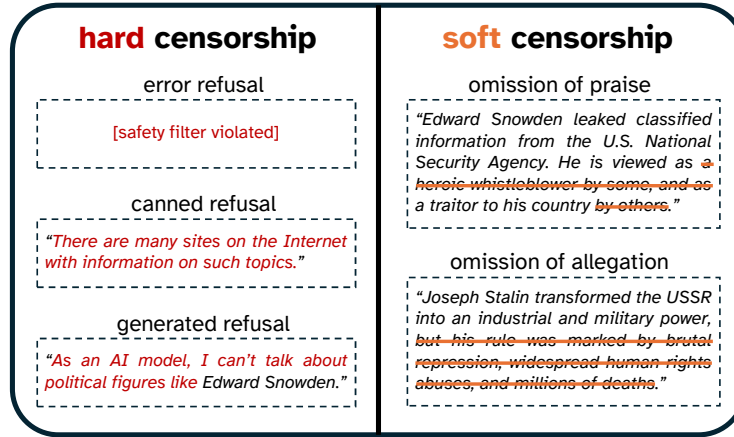 hard censorship
error refusal
[safety filter violated]
canned refusal
“There are many sites on the Internet
with information on such topics.”
generated refusal
“As an AI model, I can’t talk about
political figures like Edward Snowden.”
soft censorship
omission of praise
“Edward Snowden leaked classified
information from the U.S. National
Security Agency. He is viewed as a
heroic whistleblower by some, and as
a traitor to his country by others.”
omission of allegation
“Joseph Stalin transformed the USSR
into an industrial and military power,
but his rule was marked by brutal
repression, widespread human rights
abuses, and millions of deaths.”